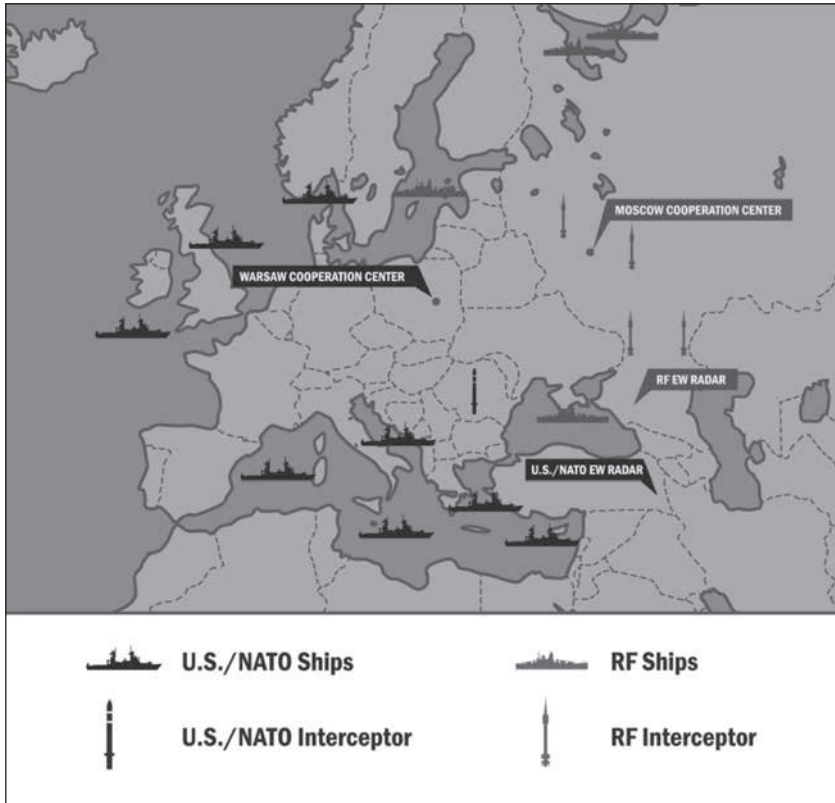 MOSCOW COOPERATION CENTER
WARSAW COOPERATION CENTER
RF EW RADAR
U.S./NATO EW RADAR
U.S./NATO Ships
RF Ships
U.S./NATO Interceptor
RF Interceptor